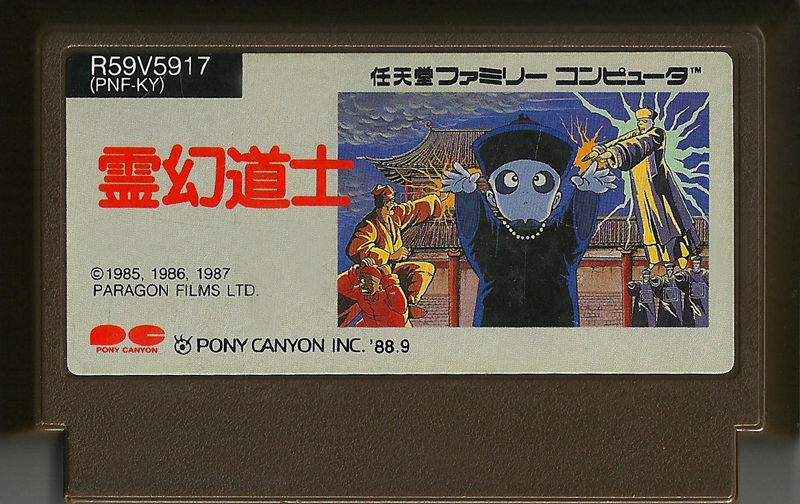 R59V5917
(PNF-KY)
任天堂ファミリー コンピュータ™
霊幻道士
©1985, 1986, 1987
PARAGON FILMS LTD.
PC
PONY CANYON
PONY CANYON INC. '88.9